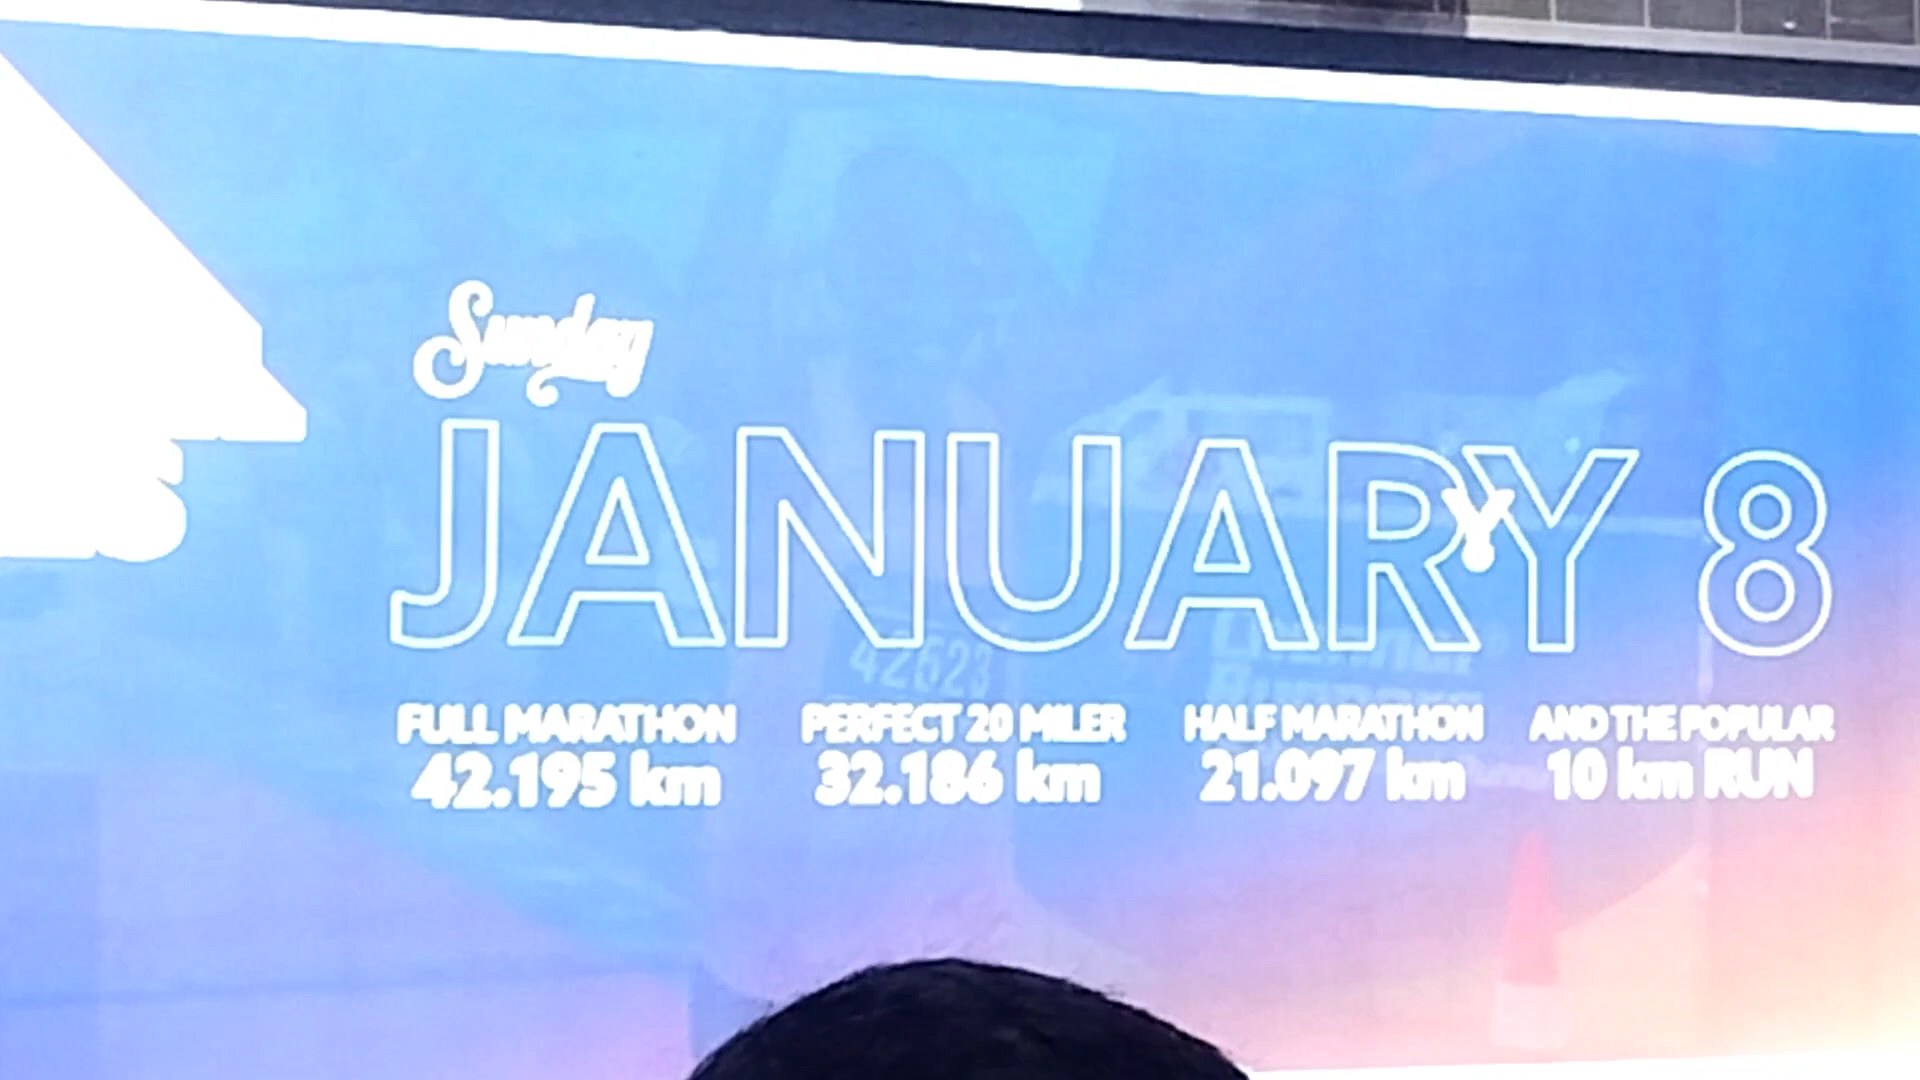 Sunday
JANUARY 8
42623
FULL MARATHON
42.195 km
PERFECT 20 MILER
32.186 km
HALF MARATHON
21.097 km
AND THE POPULAR
10 km RUN